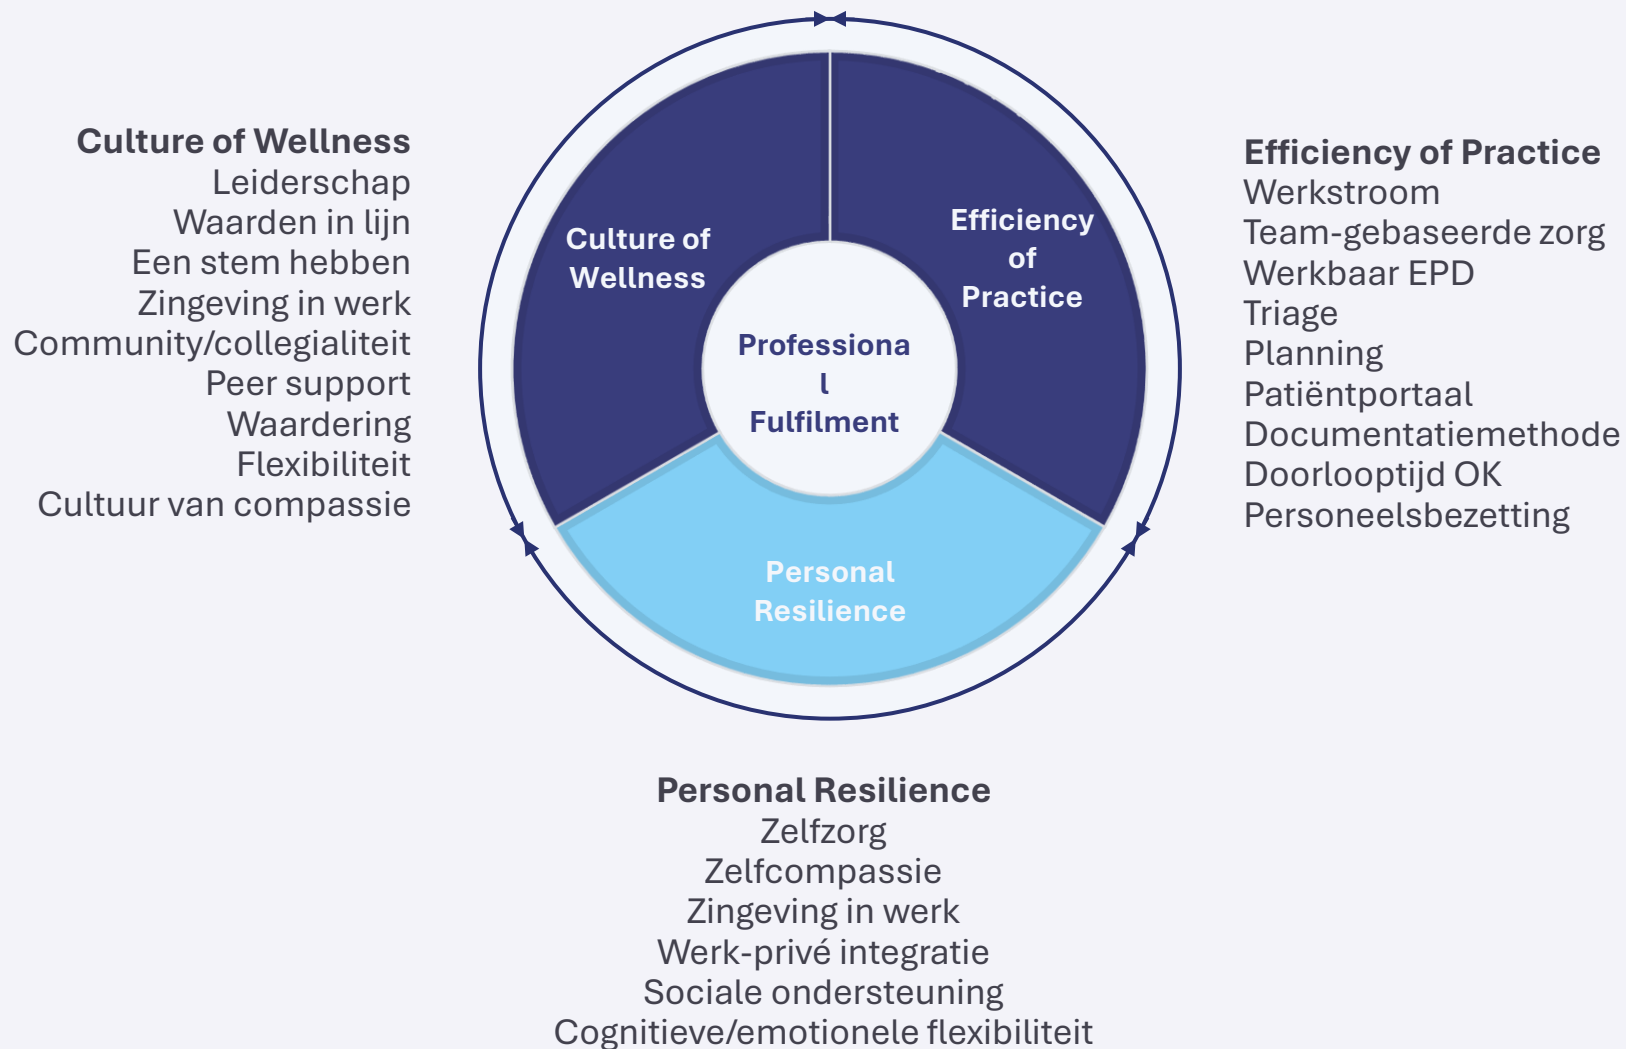 Culture of Wellness
Leiderschap
Waarden in lijn
Een stem hebben
Zingeving in werk
Community/collegialiteit
Peer support
Waardering
Flexibiliteit
Cultuur van compassie
Culture of
Wellness
Efficiency
of
Practice
Professiona
l
Fulfilment
Personal
Resilience
Efficiency of Practice
Werkstroom
Team-gebaseerde zorg
Werkbaar EPD
Triage
Planning
Patiëntportaal
Documentatiemethode
Doorlooptijd OK
Personeelsbezetting
Personal Resilience
Zelfzorg
Zelfcompassie
Zingeving in werk
Werk-privé integratie
Sociale ondersteuning
Cognitieve/emotionele flexibiliteit